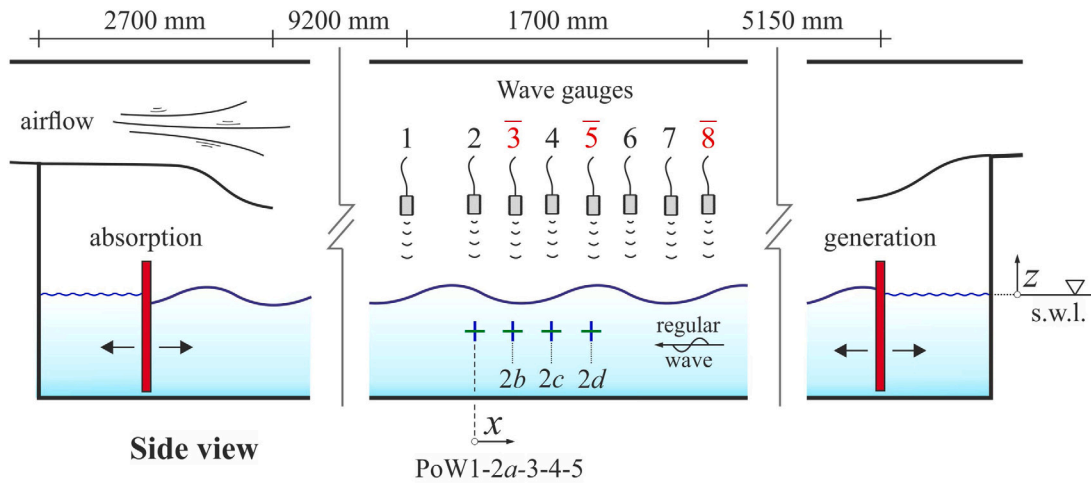 2700 mm 9200 mm 1700 mm 5150 mm
Wave gauges
airflow
1 2 3̅ 4 5̅ 6 7 8̅
absorption
generation
z
s.w.l.
regular
wave
2b 2c 2d
x
Side view
PoW1-2a-3-4-5